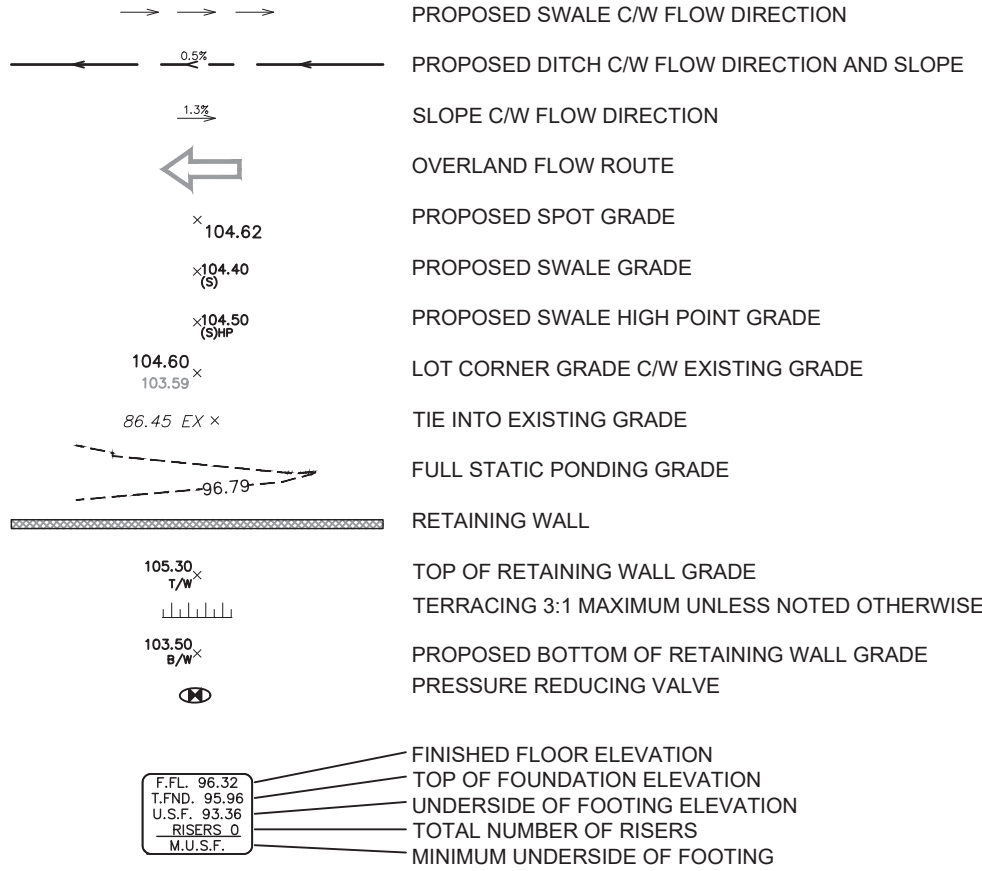 PROPOSED SWALE C/W FLOW DIRECTION
0.5%
PROPOSED DITCH C/W FLOW DIRECTION AND SLOPE
1.3%
SLOPE C/W FLOW DIRECTION
OVERLAND FLOW ROUTE
104.62
PROPOSED SPOT GRADE
104.40
(S)
PROPOSED SWALE GRADE
104.50
(S)HP
PROPOSED SWALE HIGH POINT GRADE
104.60
103.59
LOT CORNER GRADE C/W EXISTING GRADE
86.45 EX
TIE INTO EXISTING GRADE
96.79
FULL STATIC PONDING GRADE
RETAINING WALL
105.30
T/W
TOP OF RETAINING WALL GRADE
TERRACING 3:1 MAXIMUM UNLESS NOTED OTHERWISE
103.50
B/W
PROPOSED BOTTOM OF RETAINING WALL GRADE
PRESSURE REDUCING VALVE
F.FL. 96.32
FINISHED FLOOR ELEVATION
T.FND. 95.96
TOP OF FOUNDATION ELEVATION
U.S.F. 93.36
UNDERSIDE OF FOOTING ELEVATION
RISERS 0
TOTAL NUMBER OF RISERS
M.U.S.F.
MINIMUM UNDERSIDE OF FOOTING